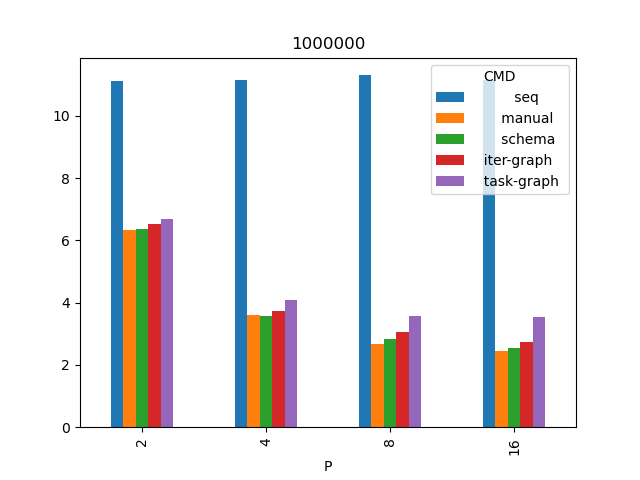 1000000
CMD
seq
manual
schema
iter-graph
task-graph
10
8
6
4
2
0
2 4 8 16
P